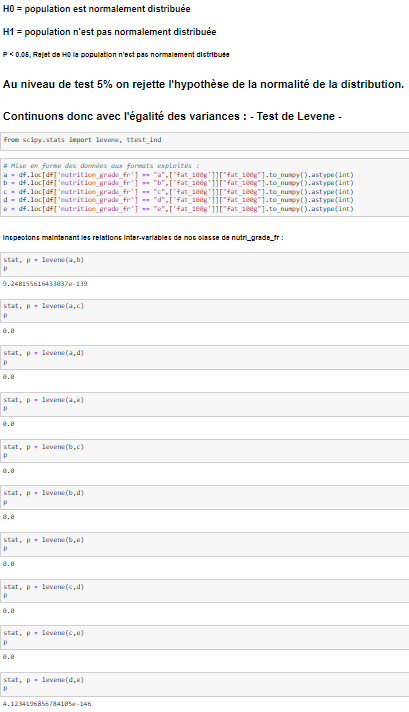 H0 = population est normalement distribuée
H1 = population n'est pas normalement distribuée
P < 0.05, Rejet de H0 la population n'est pas normalement distribuée
Au niveau de test 5% on rejette l'hypothèse de la normalité de la distribution.
Continuons donc avec l'égalité des variances : - Test de Levene -
from scipy.stats import levene, ttest_ind
# Mise en forme des données aux formats exploités :
a = df.loc[df['nutrition_grade_fr'] == "a",['fat_100g']]["fat_100g"].to_numpy().astype(int)
b = df.loc[df['nutrition_grade_fr'] == "b",['fat_100g']]["fat_100g"].to_numpy().astype(int)
c = df.loc[df['nutrition_grade_fr'] == "c",['fat_100g']]["fat_100g"].to_numpy().astype(int)
d = df.loc[df['nutrition_grade_fr'] == "d",['fat_100g']]["fat_100g"].to_numpy().astype(int)
e = df.loc[df['nutrition_grade_fr'] == "e",['fat_100g']]["fat_100g"].to_numpy().astype(int)
Inspectons maintenant les relations inter-variables de nos classe de nutri_grade_fr :
stat, p = levene(a,b)
p
9.248155616433037e-139
stat, p = levene(a,c)
p
0.0
stat, p = levene(a,d)
p
0.0
stat, p = levene(a,e)
p
0.0
stat, p = levene(b,c)
p
0.0
stat, p = levene(b,d)
p
0.0
stat, p = levene(b,e)
p
0.0
stat, p = levene(c,d)
p
0.0
stat, p = levene(c,e)
p
0.0
stat, p = levene(d,e)
p
4.1234196856784105e-146